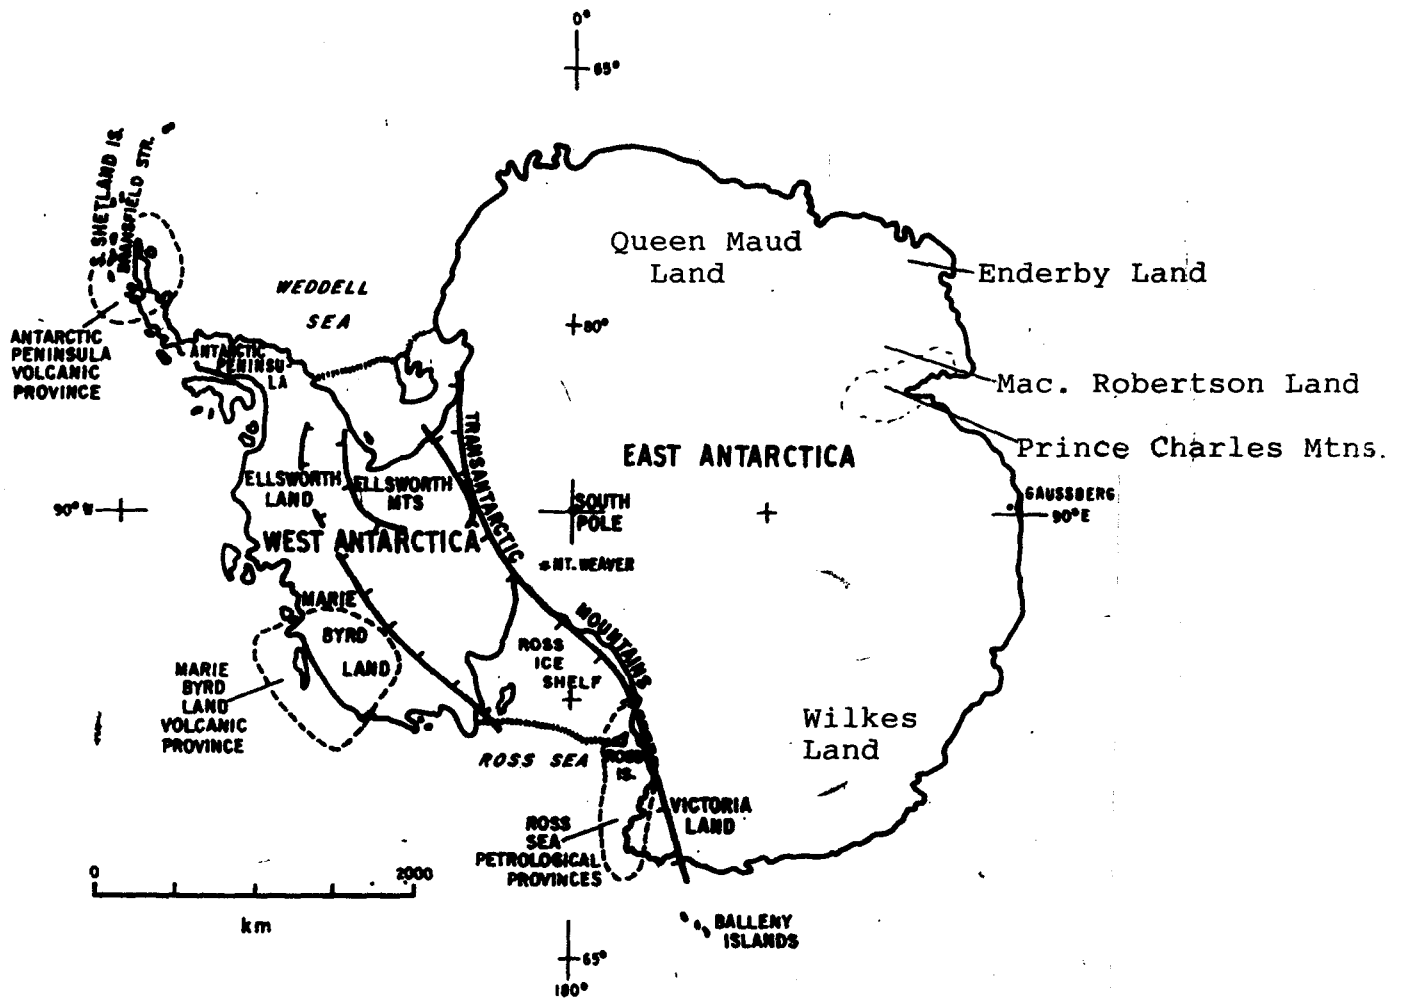 0°
65°
S. SHETLAND IS.
BRANSFIELD STR.
Queen Maud
Land
Enderby Land
WEDDELL
SEA
80°
ANTARCTIC
PENINSULA
VOLCANIC
PROVINCE
ANTARCTIC
PENINSU-
LA
Mac. Robertson Land
Prince Charles Mtns.
TRANSANTARCTIC
EAST ANTARCTICA
ELLSWORTH
LAND
ELLSWORTH
MTS
GAUSSBERG
90° W
90° E
SOUTH
POLE
WEST ANTARCTICA
MT. WEAVER
MARIE
BYRD
LAND
MOUNTAINS
ROSS
ICE
SHELF
MARIE
BYRD
LAND
VOLCANIC
PROVINCE
Wilkes
Land
ROSS SEA
ROSS
IS.
VICTORIA
LAND
ROSS
SEA
PETROLOGICAL
PROVINCES
0 2000
km
BALLENY
ISLANDS
65°
180°